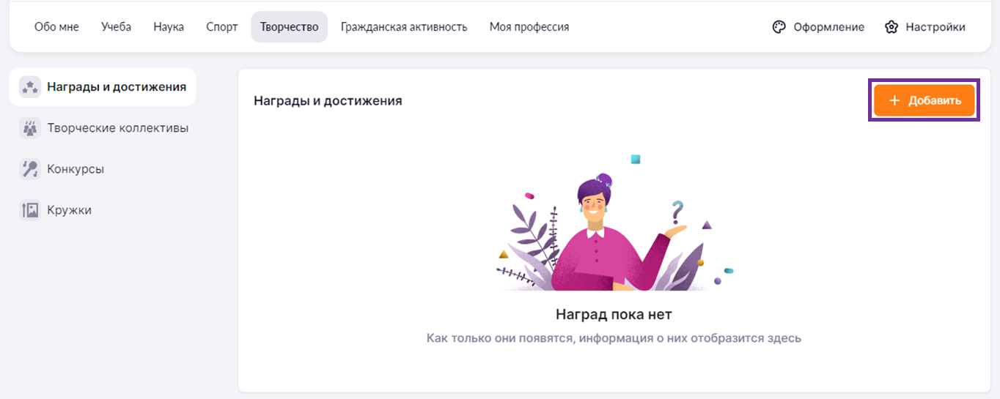 Обо мне Учеба Наука Спорт Творчество Гражданская активность Моя профессия Оформление Настройки
Награды и достижения
Творческие коллективы
Конкурсы
Кружки
Награды и достижения
+ Добавить
?
Наград пока нет
Как только они появятся, информация о них отобразится здесь